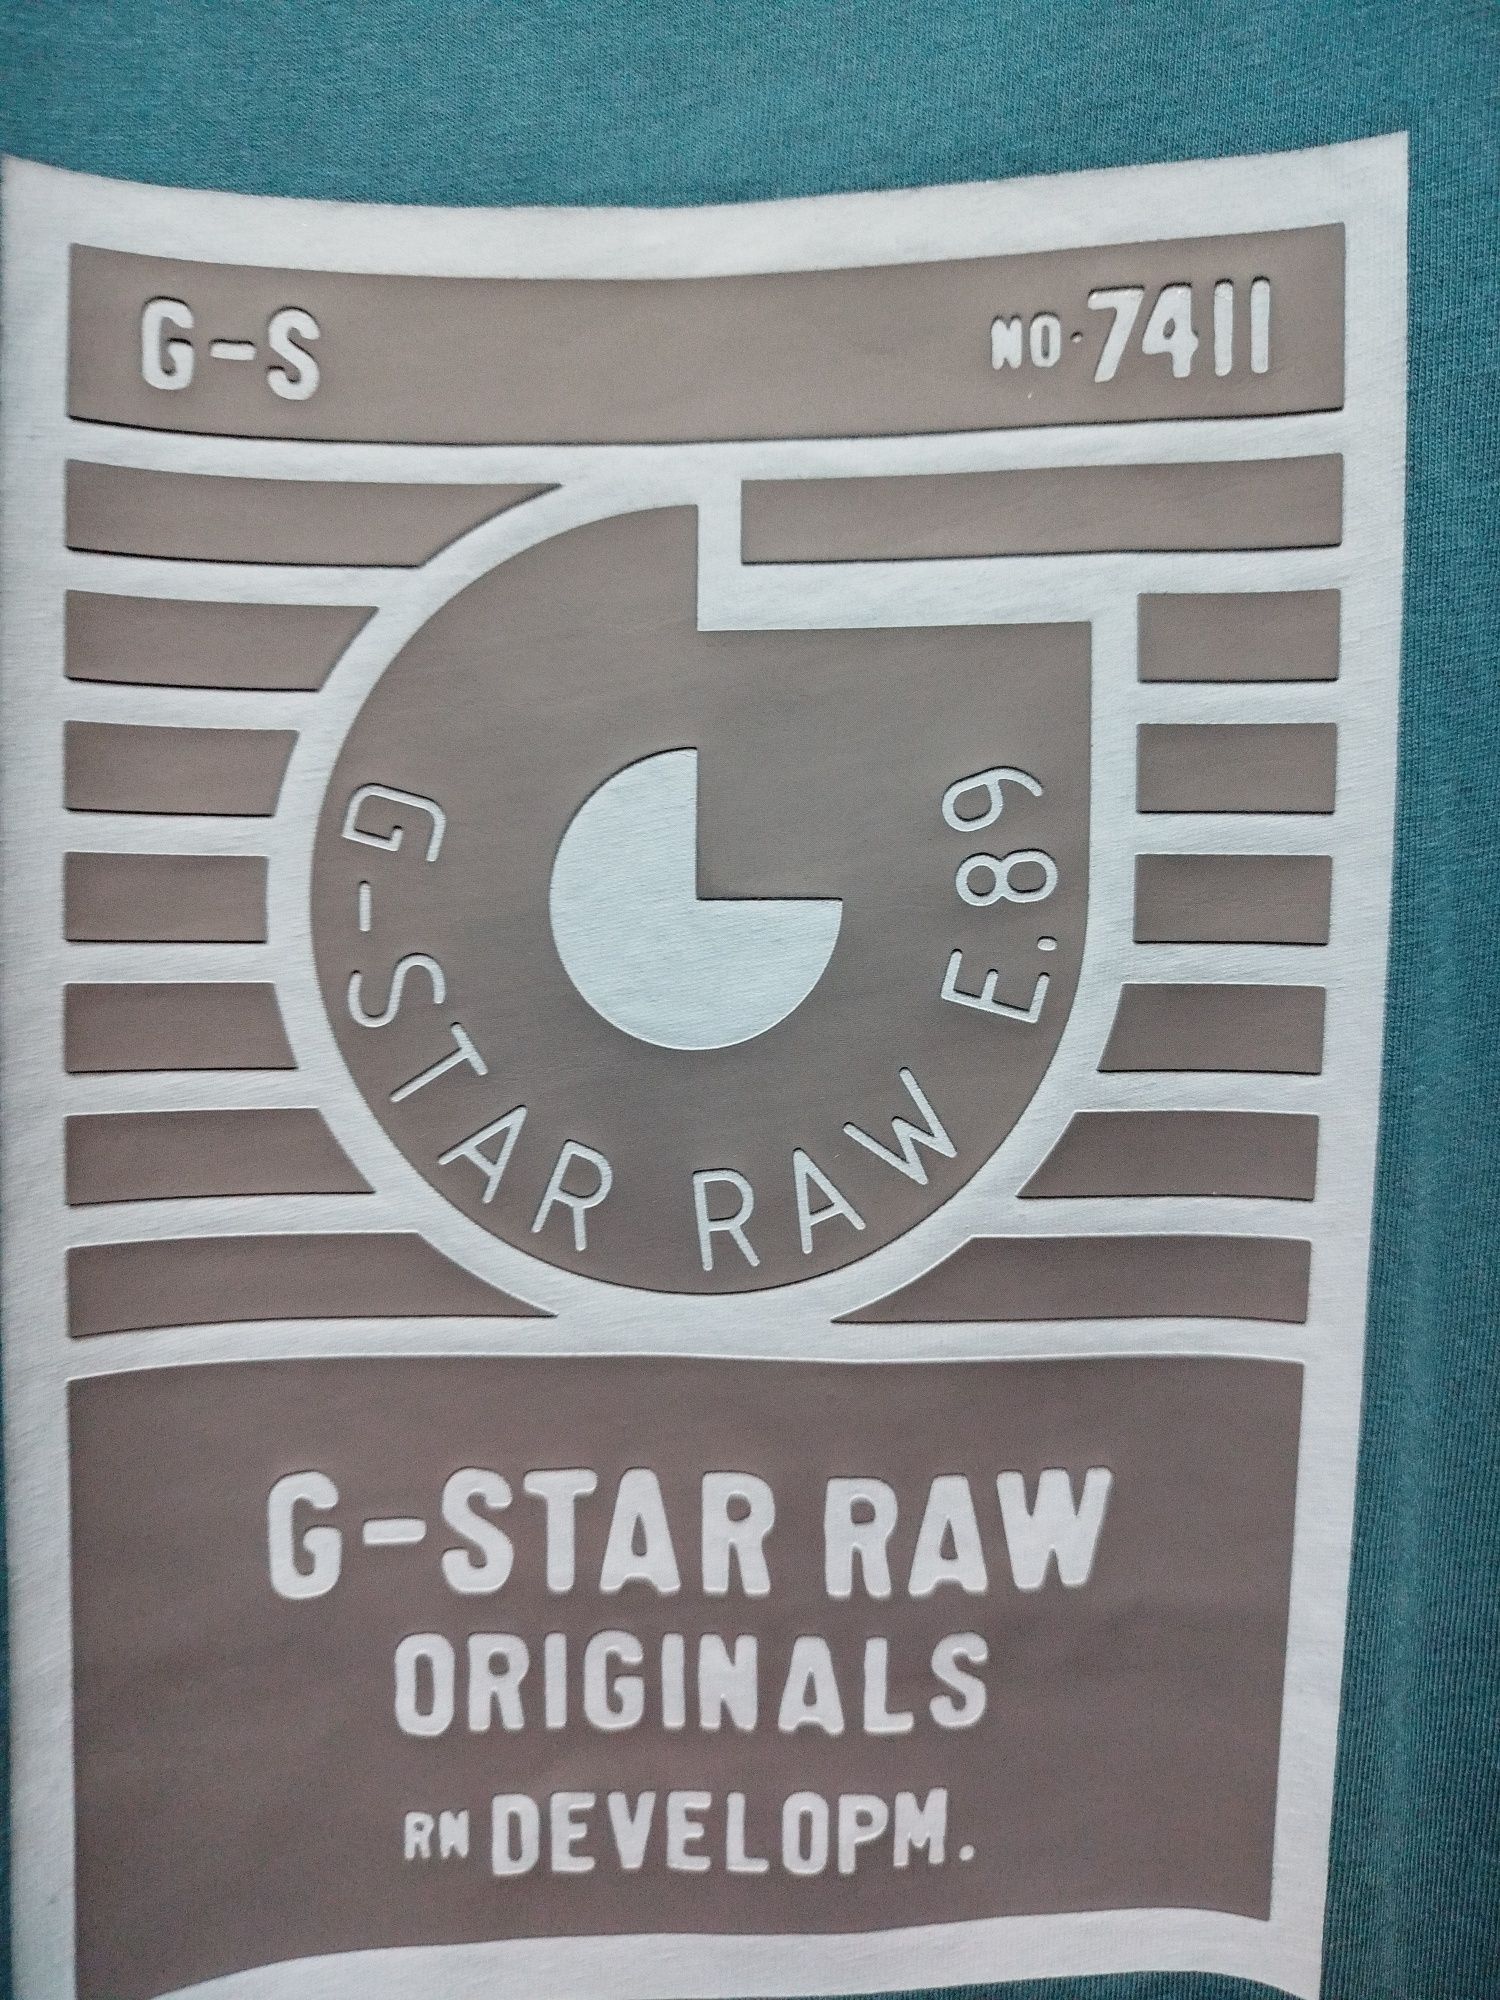 G-S NO. 7411
G-STAR RAW E.89
G-STAR RAW
ORIGINALS
RN DEVELOPM.